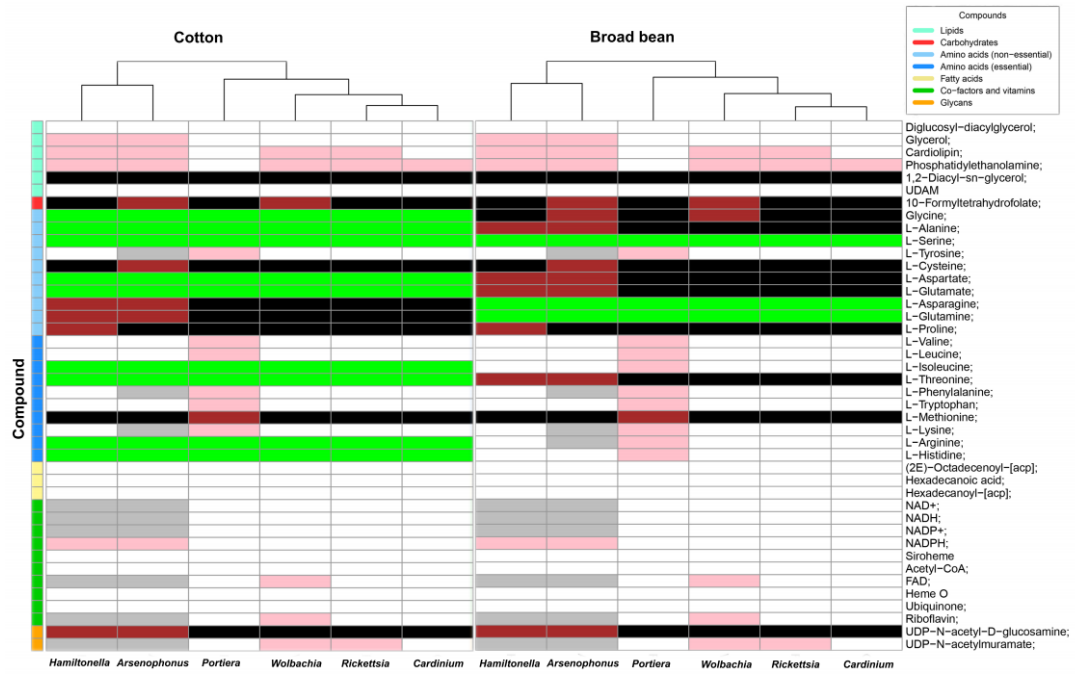 Cotton
Broad bean
Compounds
Lipids
Carbohydrates
Amino acids (non-essential)
Amino acids (essential)
Fatty acids
Co-factors and vitamins
Glycans
Compound
Diglucosyl-diacylglycerol;
Glycerol;
Cardiolipin;
Phosphatidylethanolamine;
1,2-Diacyl-sn-glycerol;
UDAM
10-Formyltetrahydrofolate;
Glycine;
L-Alanine;
L-Serine;
L-Tyrosine;
L-Cysteine;
L-Aspartate;
L-Glutamate;
L-Asparagine;
L-Glutamine;
L-Proline;
L-Valine;
L-Leucine;
L-Isoleucine;
L-Threonine;
L-Phenylalanine;
L-Tryptophan;
L-Methionine;
L-Lysine;
L-Arginine;
L-Histidine;
(2E)-Octadecenoyl-[acp];
Hexadecanoic acid;
Hexadecanoyl-[acp];
NAD+;
NADH;
NADP+;
NADPH;
Siroheme
Acetyl-CoA;
FAD;
Heme O
Ubiquinone;
Riboflavin;
UDP-N-acetyl-D-glucosamine;
UDP-N-acetylmuramate;
Hamiltonella Arsenophonus Portiera Wolbachia Rickettsia Cardinium Hamiltonella Arsenophonus Portiera Wolbachia Rickettsia Cardinium